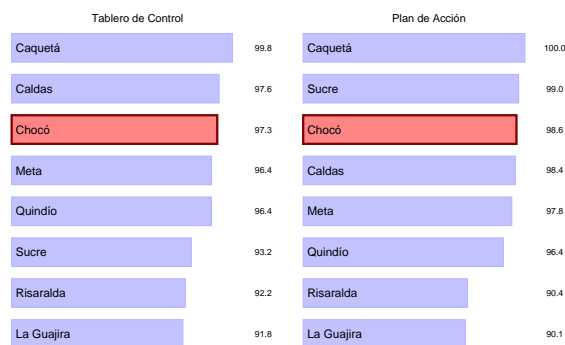 Tablero de Control
Caquetá 99.8
Caldas 97.6
Chocó 97.3
Meta 96.4
Quindío 96.4
Sucre 93.2
Risaralda 92.2
La Guajira 91.8
Plan de Acción
Caquetá 100.0
Sucre 99.0
Chocó 98.6
Caldas 98.4
Meta 97.8
Quindío 96.4
Risaralda 90.4
La Guajira 90.1